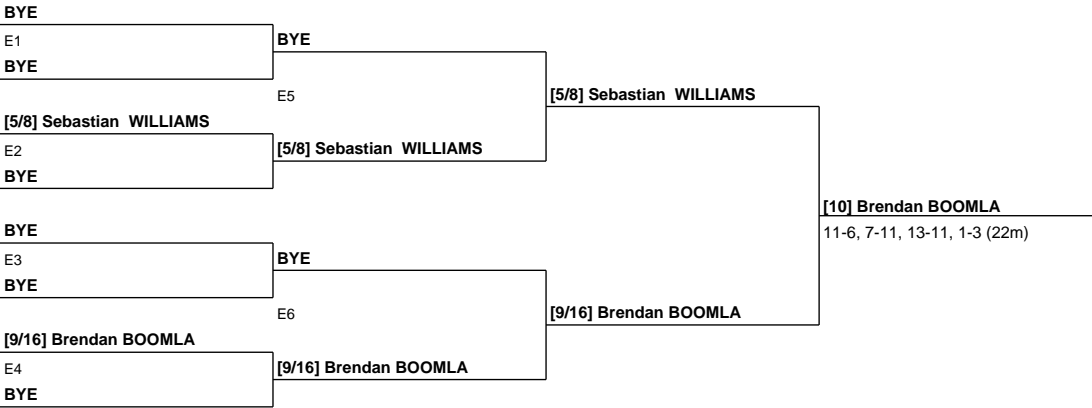 BYE
E1
BYE
BYE
E5
[5/8] Sebastian  WILLIAMS
[5/8] Sebastian  WILLIAMS
E2
[5/8] Sebastian  WILLIAMS
BYE
[10] Brendan BOOMLA
11-6, 7-11, 13-11, 1-3 (22m)
BYE
E3
BYE
BYE
E6
[9/16] Brendan BOOMLA
[9/16] Brendan BOOMLA
E4
[9/16] Brendan BOOMLA
BYE